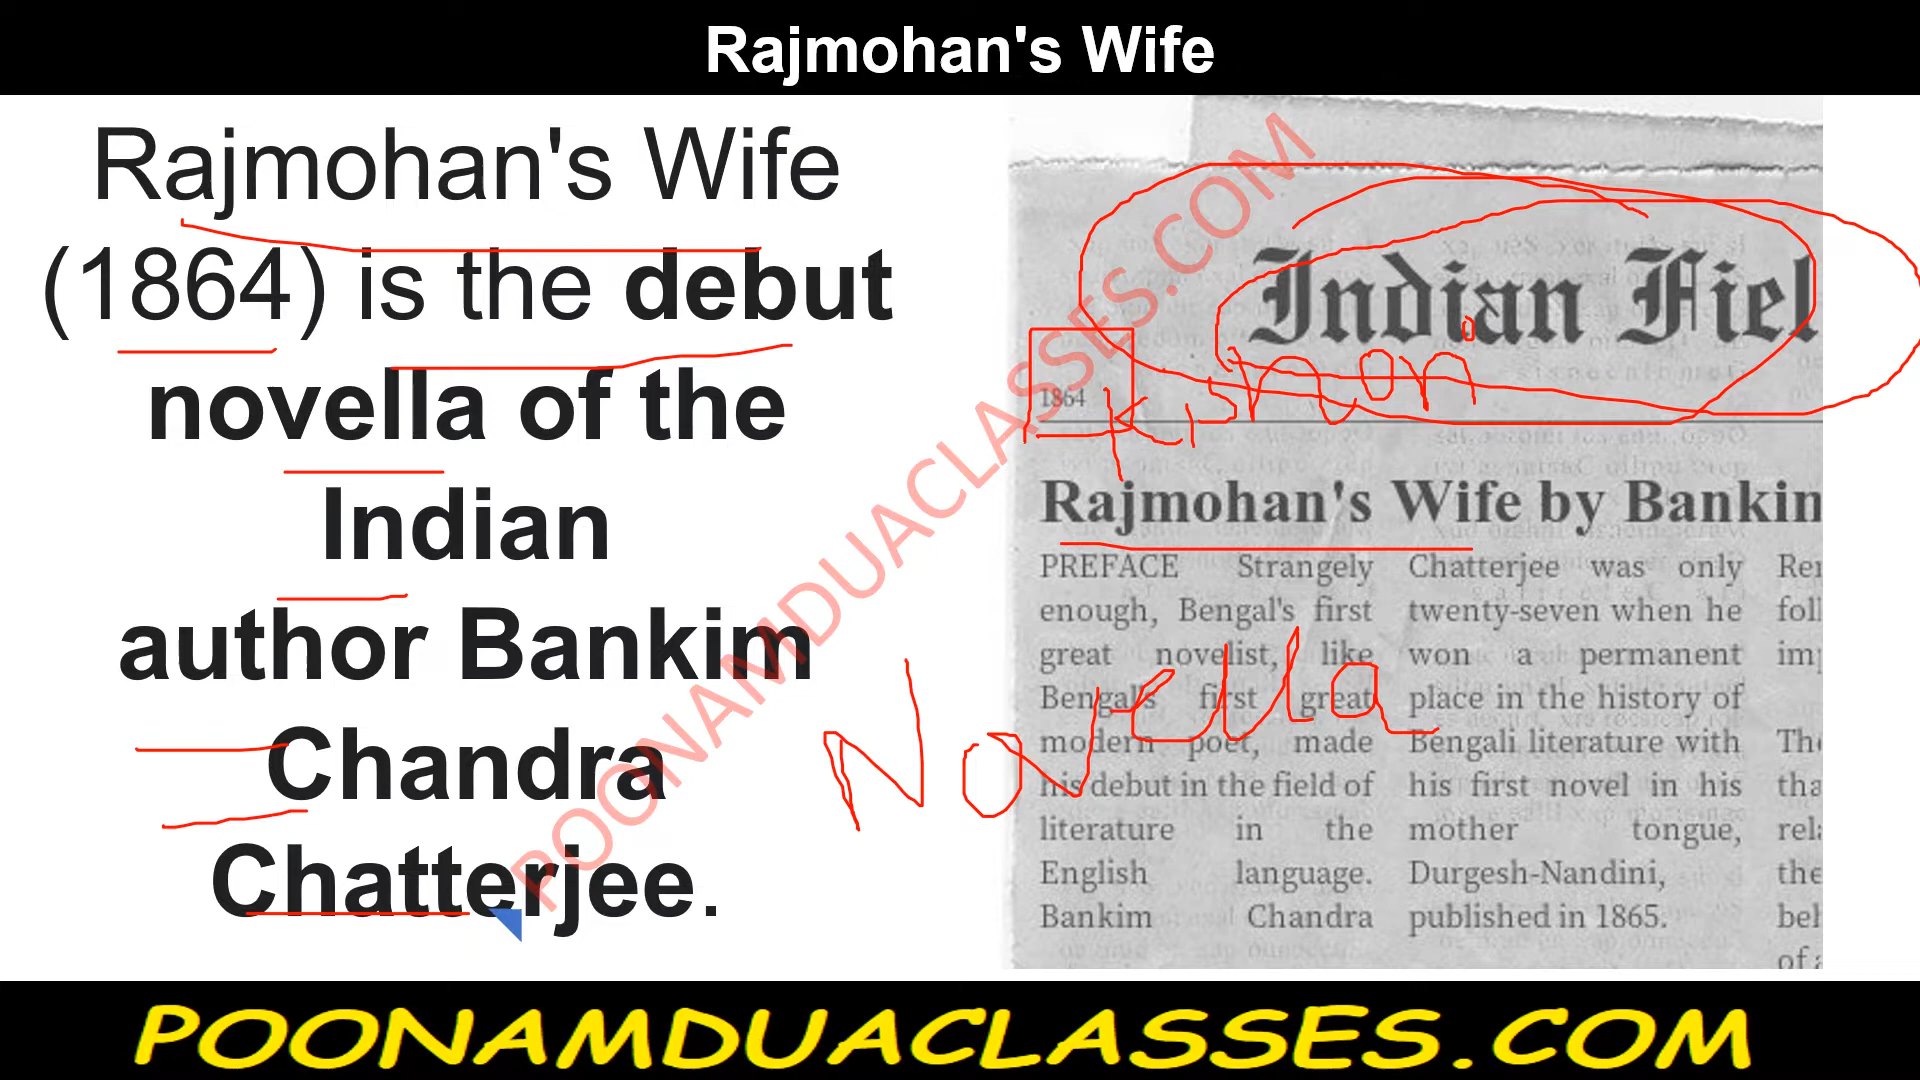 Rajmohan's Wife
Rajmohan's Wife
(1864) is the debut
novella of the
Indian
author Bankim
Chandra
Chatterjee.
Indian Fiel
1864
Rajmohan's Wife by Bankin
PREFACE Strangely
enough, Bengal's first
great novelist, like
Bengal's first great
modern poet, made
his debut in the field of
literature in the
English language.
Bankim Chandra
Chatterjee was only
twenty-seven when he
won a permanent
place in the history of
Bengali literature with
his first novel in his
mother tongue,
Durgesh-Nandini,
published in 1865.
Novella
POONAMDUACLASSES.COM
POONAMDUACLASSES.COM